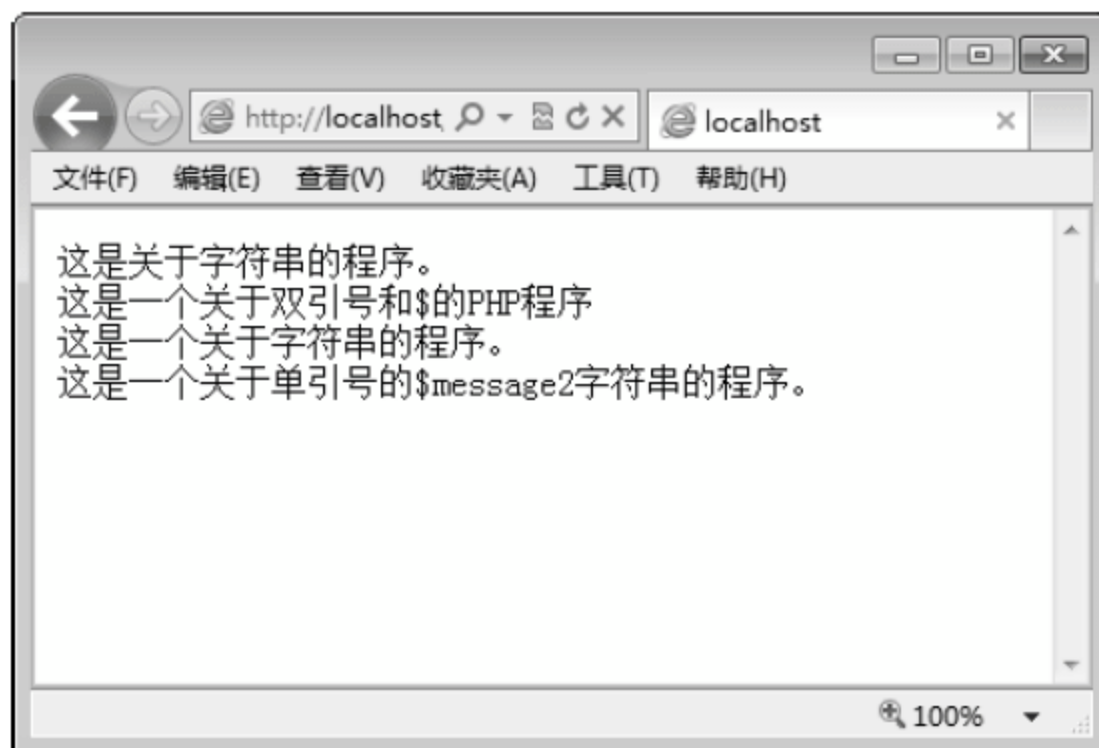 http://localhost
localhost
文件(F) 编辑(E) 查看(V) 收藏夹(A) 工具(T) 帮助(H)
这是关于字符串的程序。
这是一个关于双引号和$的PHP程序
这是一个关于字符串的程序。
这是一个关于单引号的$message2字符串的程序。
100%